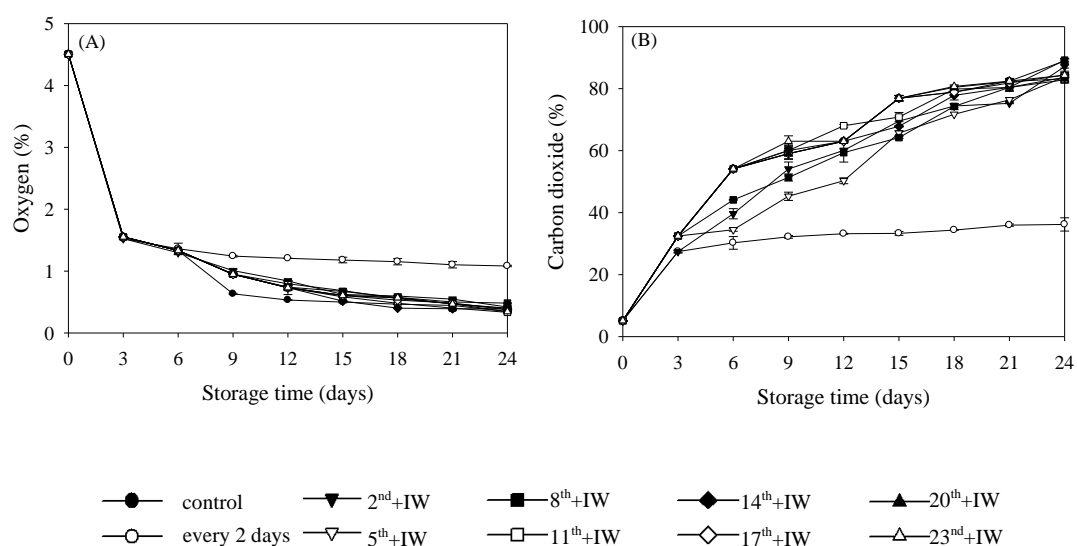 (A)
(B)
Oxygen (%)
5
4
3
2
1
0
0 3 6 9 12 15 18 21 24
Storage time (days)
Carbon dioxide (%)
100
80
60
40
20
0
0 3 6 9 12 15 18 21 24
Storage time (days)
control 2nd+IW 8th+IW 14th+IW 20th+IW
every 2 days 5th+IW 11th+IW 17th+IW 23nd+IW